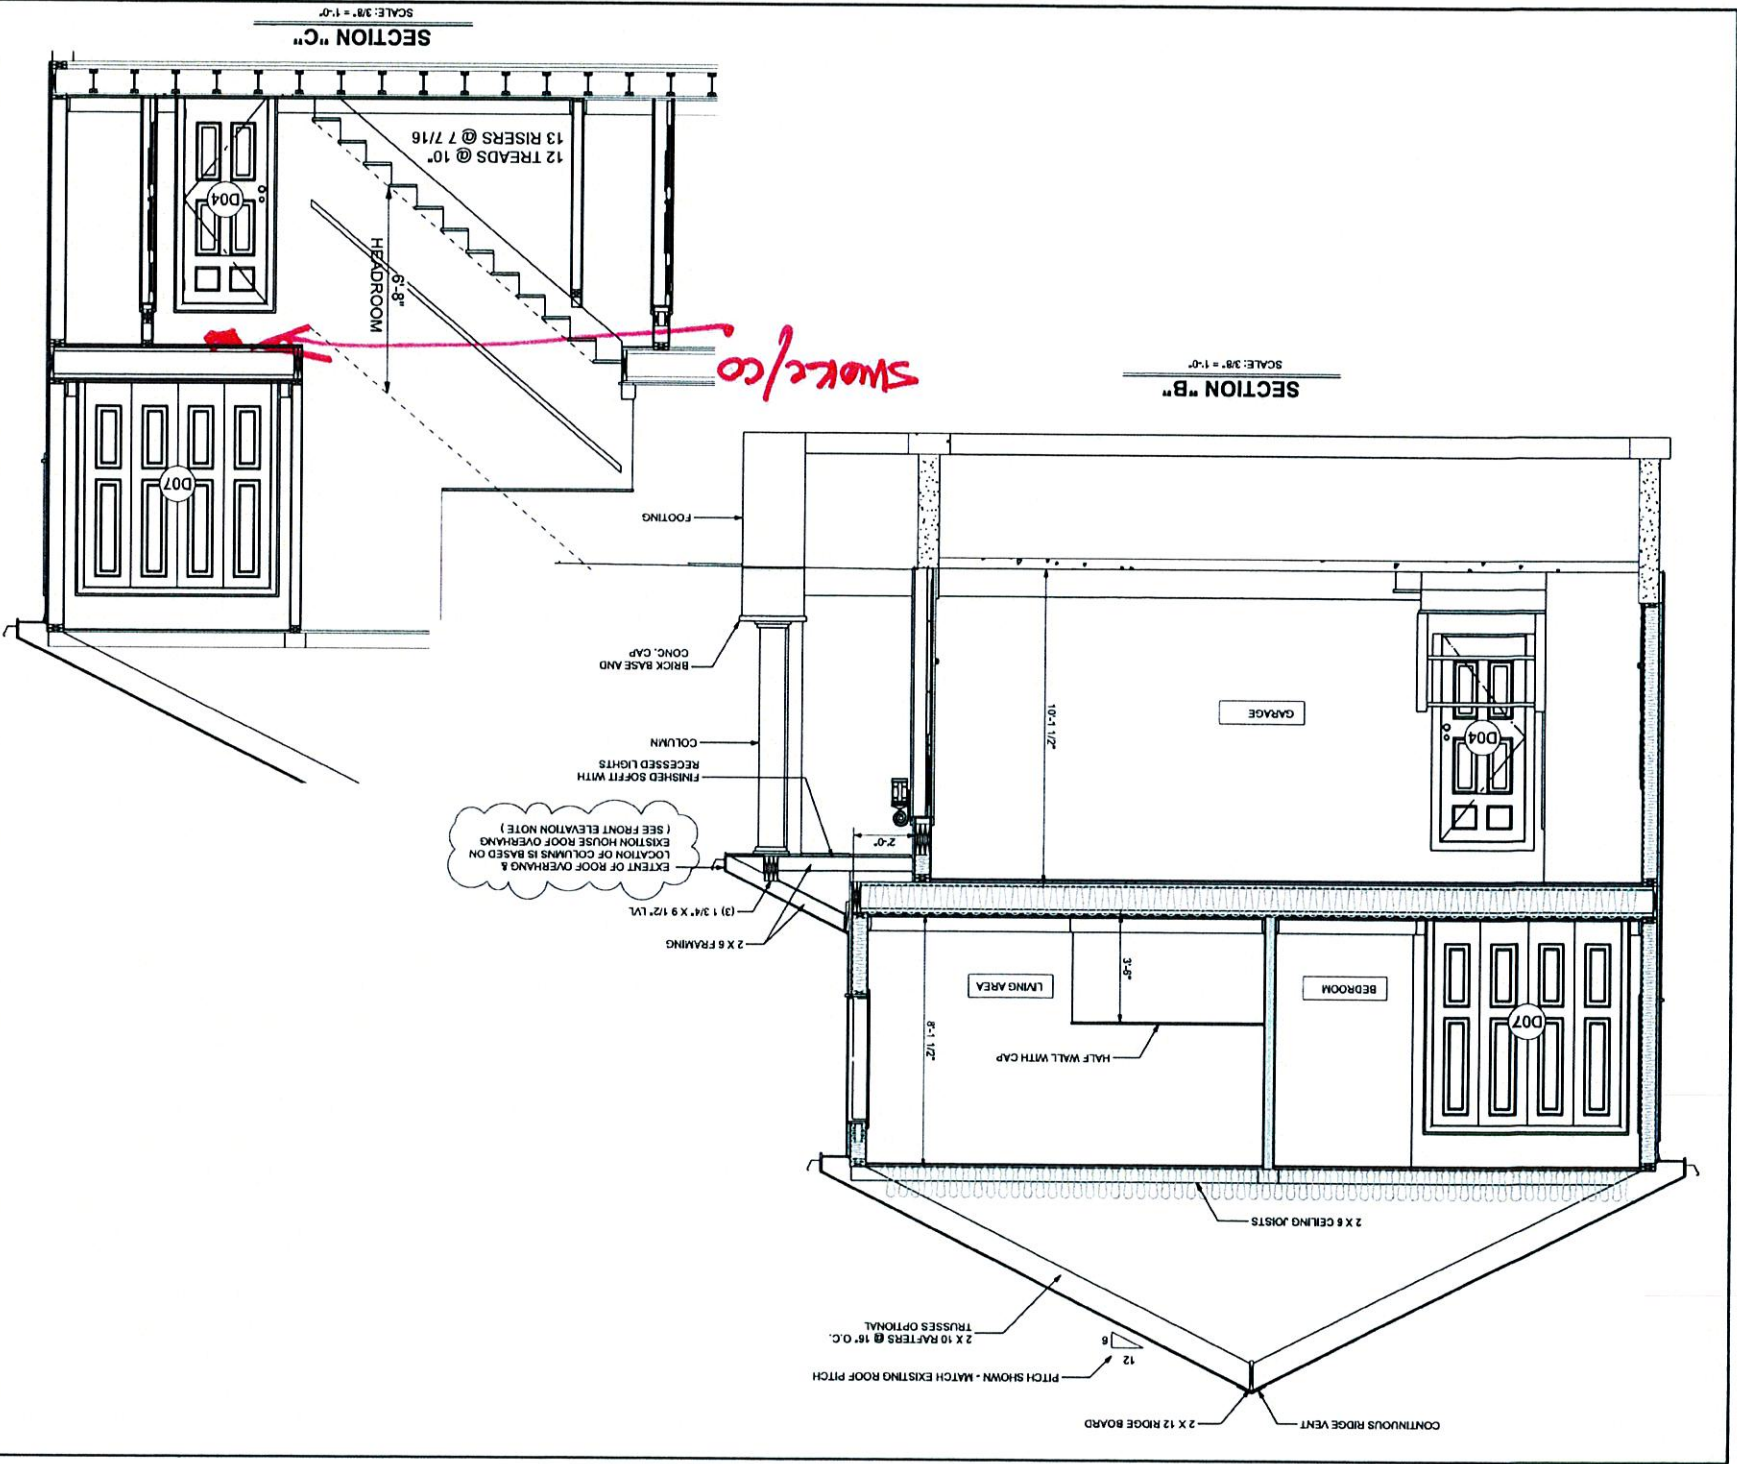 CONTINUOUS RIDGE VENT
2 X 12 RIDGE BOARD
12
6
PITCH SHOWN - MATCH EXISTING ROOF PITCH
2 X 10 RAFTERS @ 16" O.C.
TRUSSES OPTIONAL
2 X 6 CEILING JOISTS
HALF WALL WITH CAP
8'-1 1/2"
D07
BEDROOM
3'-6"
LIVING AREA
2 X 6 FRAMING
(3) 1 3/4" X 9 1/2" LVL
EXTENT OF ROOF OVERHANG &
LOCATION OF COLUMNS IS BASED ON
EXISTION HOUSE ROOF OVERHANG
( SEE FRONT ELEVATION NOTE )
2'-0"
FINISHED SOFFIT WITH
RECESSED LIGHTS
COLUMN
D04
GARAGE
10'-1 1/2"
BRICK BASE AND
CONC. CAP
FOOTING
SECTION "B"
SCALE: 3/8" = 1'-0"
D07
SMOKE/CO
6'-8"
HEADROOM
D04
12 TREADS @ 10"
13 RISERS @ 7 7/16
SECTION "C"
SCALE: 3/8" = 1'-0"